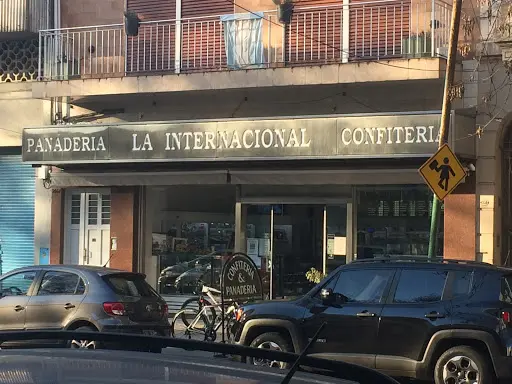 PANADERIA LA INTERNACIONAL CONFITERIA
CONFITERIA
&
PANADERIA